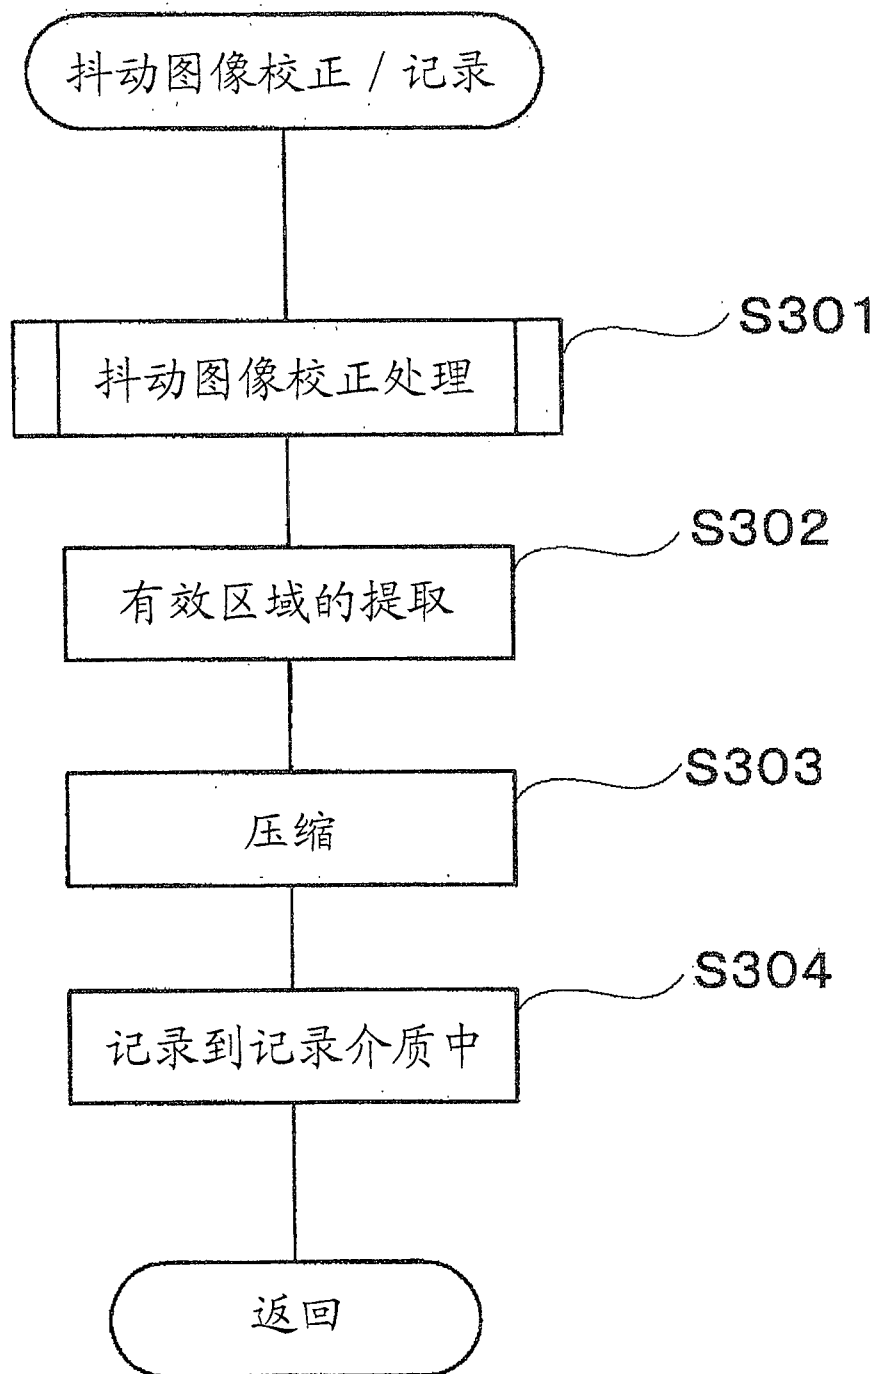 抖动图像校正 / 记录
S301
抖动图像校正处理
S302
有效区域的提取
S303
压缩
S304
记录到记录介质中
返回